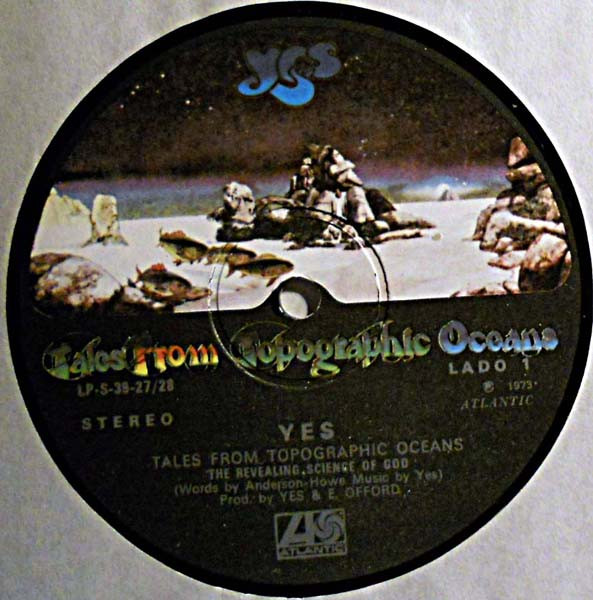 yes
Tales From Topographic Oceans
LP-S-39-27/28
LADO 1
℗ 1973
ATLANTIC
STEREO
YES
TALES FROM TOPOGRAPHIC OCEANS
'THE REVEALING SCIENCE OF GOD'
(Words by Anderson-Howe Music by Yes)
Prod. by YES & E. OFFORD
ATLANTIC